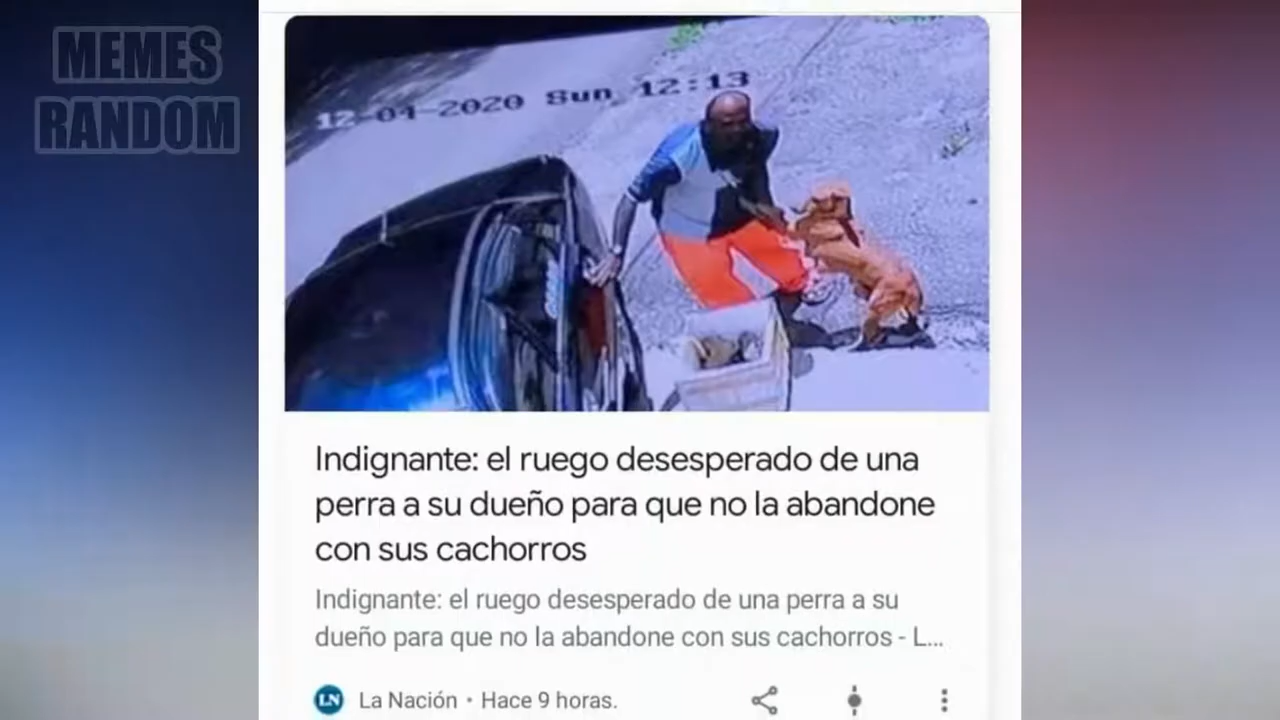 MEMES
RANDOM
12-04-2020 Sun 12:13
Indignante: el ruego desesperado de una
perra a su dueño para que no la abandone
con sus cachorros
Indignante: el ruego desesperado de una perra a su
dueño para que no la abandone con sus cachorros - L...
LN La Nación • Hace 9 horas.